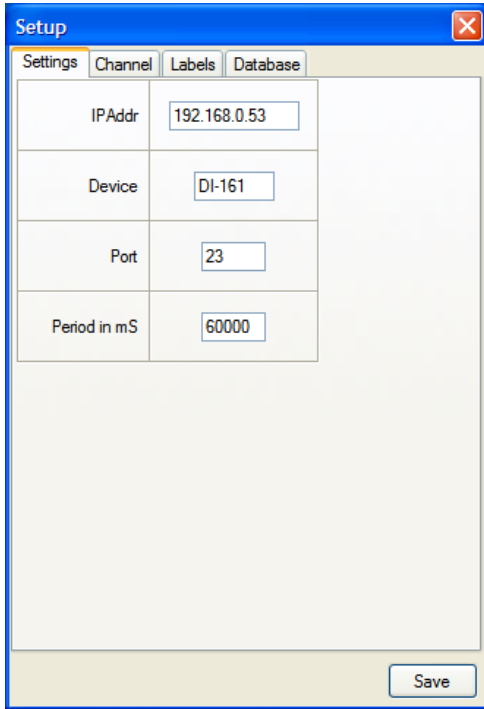 Setup
Settings Channel Labels Database
IPAddr 192.168.0.53
Device DI-161
Port 23
Period in mS 60000
Save